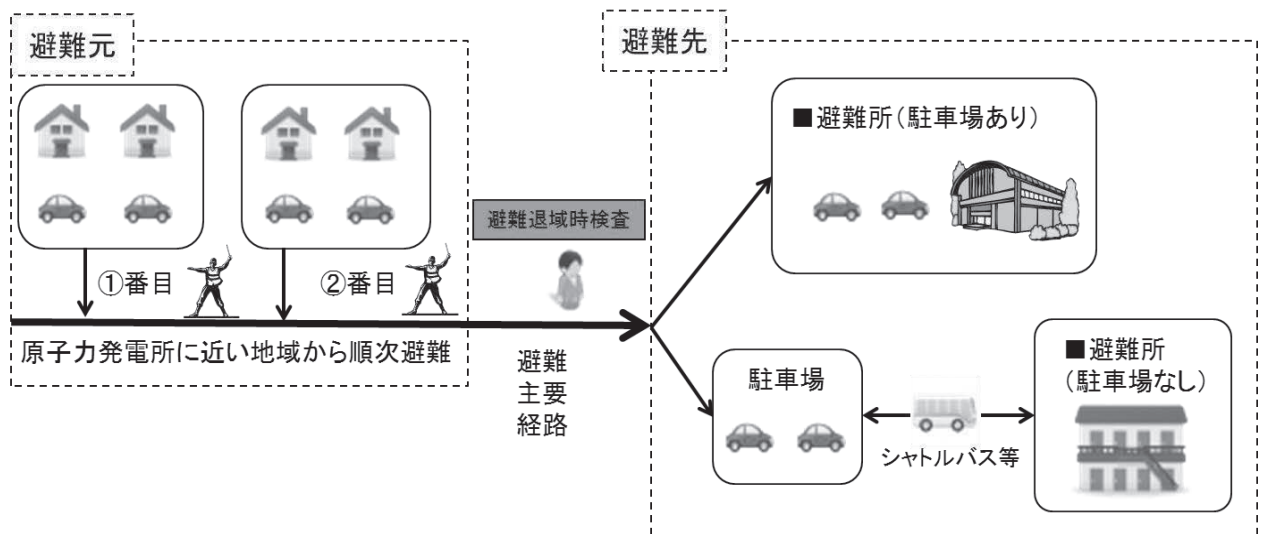 避難元
避難先
■避難所(駐車場あり)
避難退域時検査
①番目
②番目
原子力発電所に近い地域から順次避難
避難
主要
経路
駐車場
シャトルバス等
■避難所
(駐車場なし)